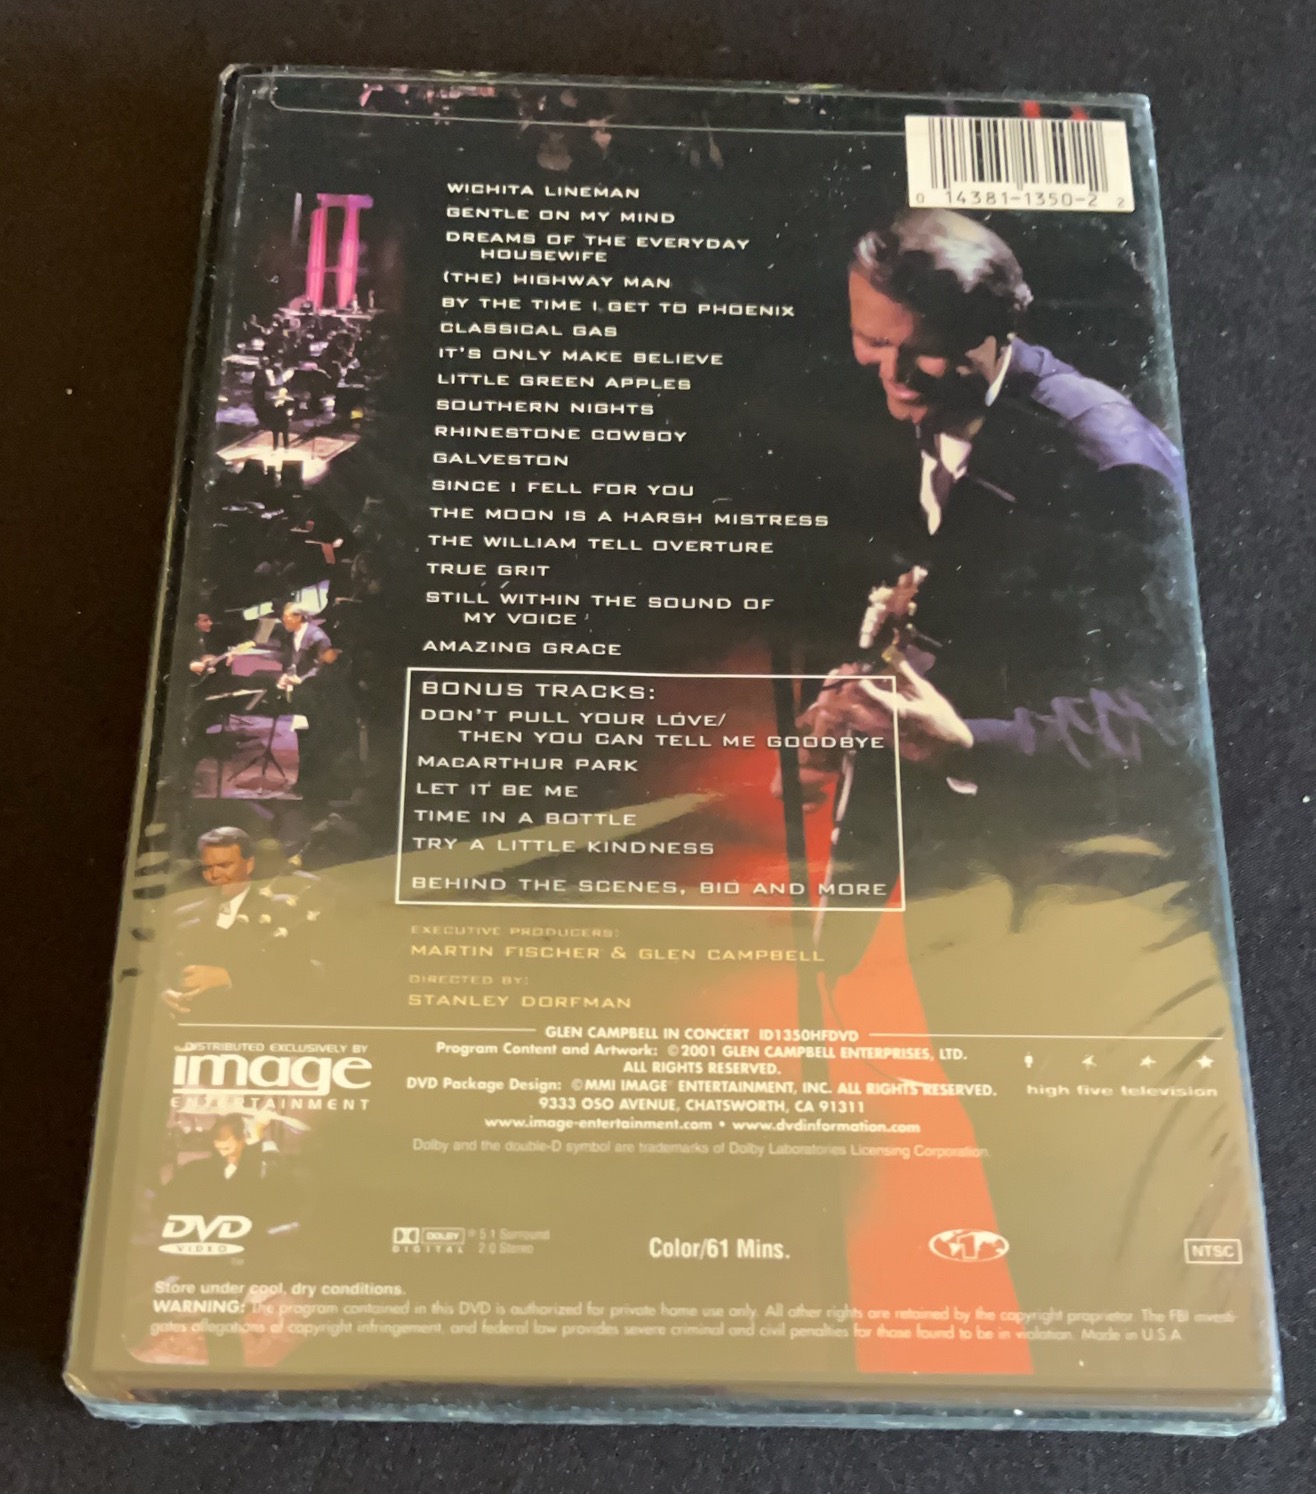 0 14381-1350-2 2
WICHITA LINEMAN
GENTLE ON MY MIND
DREAMS OF THE EVERYDAY
HOUSEWIFE
(THE) HIGHWAY MAN
BY THE TIME I GET TO PHOENIX
CLASSICAL GAS
IT'S ONLY MAKE BELIEVE
LITTLE GREEN APPLES
SOUTHERN NIGHTS
RHINESTONE COWBOY
GALVESTON
SINCE I FELL FOR YOU
THE MOON IS A HARSH MISTRESS
THE WILLIAM TELL OVERTURE
TRUE GRIT
STILL WITHIN THE SOUND OF
MY VOICE
AMAZING GRACE
BONUS TRACKS:
DON'T PULL YOUR LOVE/
THEN YOU CAN TELL ME GOODBYE
MACARTHUR PARK
LET IT BE ME
TIME IN A BOTTLE
TRY A LITTLE KINDNESS
BEHIND THE SCENES, BIO AND MORE
EXECUTIVE PRODUCERS:
MARTIN FISCHER & GLEN CAMPBELL
DIRECTED BY:
STANLEY DORFMAN
GLEN CAMPBELL IN CONCERT ID1350HFDVD
DISTRIBUTED EXCLUSIVELY BY
image
ENTERTAINMENT
Program Content and Artwork: ©2001 GLEN CAMPBELL ENTERPRISES, LTD.
ALL RIGHTS RESERVED.
DVD Package Design: ©MMI IMAGE ENTERTAINMENT, INC. ALL RIGHTS RESERVED.
9333 OSO AVENUE, CHATSWORTH, CA 91311
www.image-entertainment.com • www.dvdinformation.com
high five television
Dolby and the double-D symbol are trademarks of Dolby Laboratories Licensing Corporation.
DVD
VIDEO
DOLBY
DIGITAL
5.1 Surround
2.0 Stereo
Color/61 Mins.
1
NTSC
Store under cool, dry conditions.
WARNING: The program contained in this DVD is authorized for private home use only. All other rights are retained by the copyright proprietor. The FBI investi-
gates allegations of copyright infringement, and federal law provides severe criminal and civil penalties for those found to be in violation. Made in U.S.A.